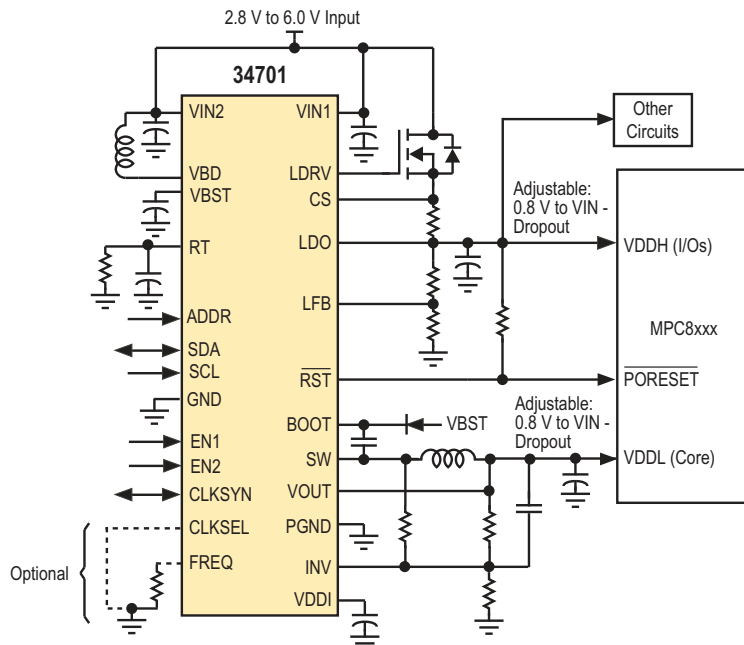 2.8 V to 6.0 V Input
34701
VIN2
VBD
VBST
RT
ADDR
SDA
SCL
GND
EN1
EN2
CLKSYN
CLKSEL
FREQ
Optional
VIN1
LDRV
CS
LDO
LFB
RST
BOOT
SW
VOUT
PGND
INV
VDDI
VBST
Other
Circuits
Adjustable:
0.8 V to VIN -
Dropout
VDDH (I/Os)
MPC8xxx
PORESET
Adjustable:
0.8 V to VIN -
Dropout
VDDL (Core)